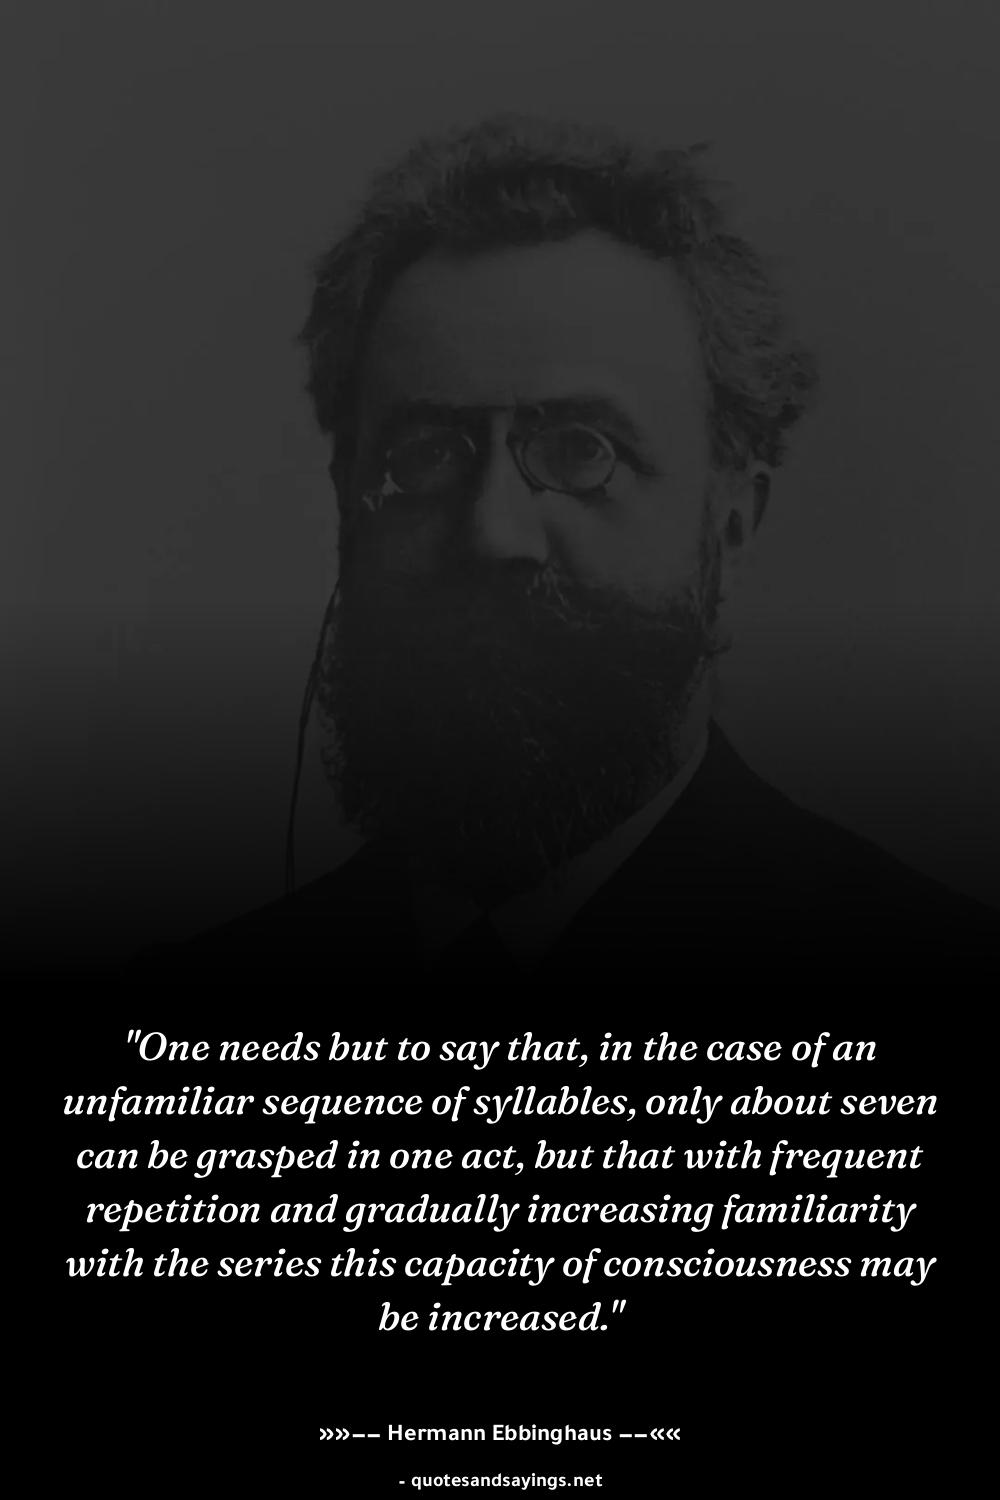 "One needs but to say that, in the case of an
unfamiliar sequence of syllables, only about seven
can be grasped in one act, but that with frequent
repetition and gradually increasing familiarity
with the series this capacity of consciousness may
be increased."
»»–– Hermann Ebbinghaus ––««
- quotesandsayings.net